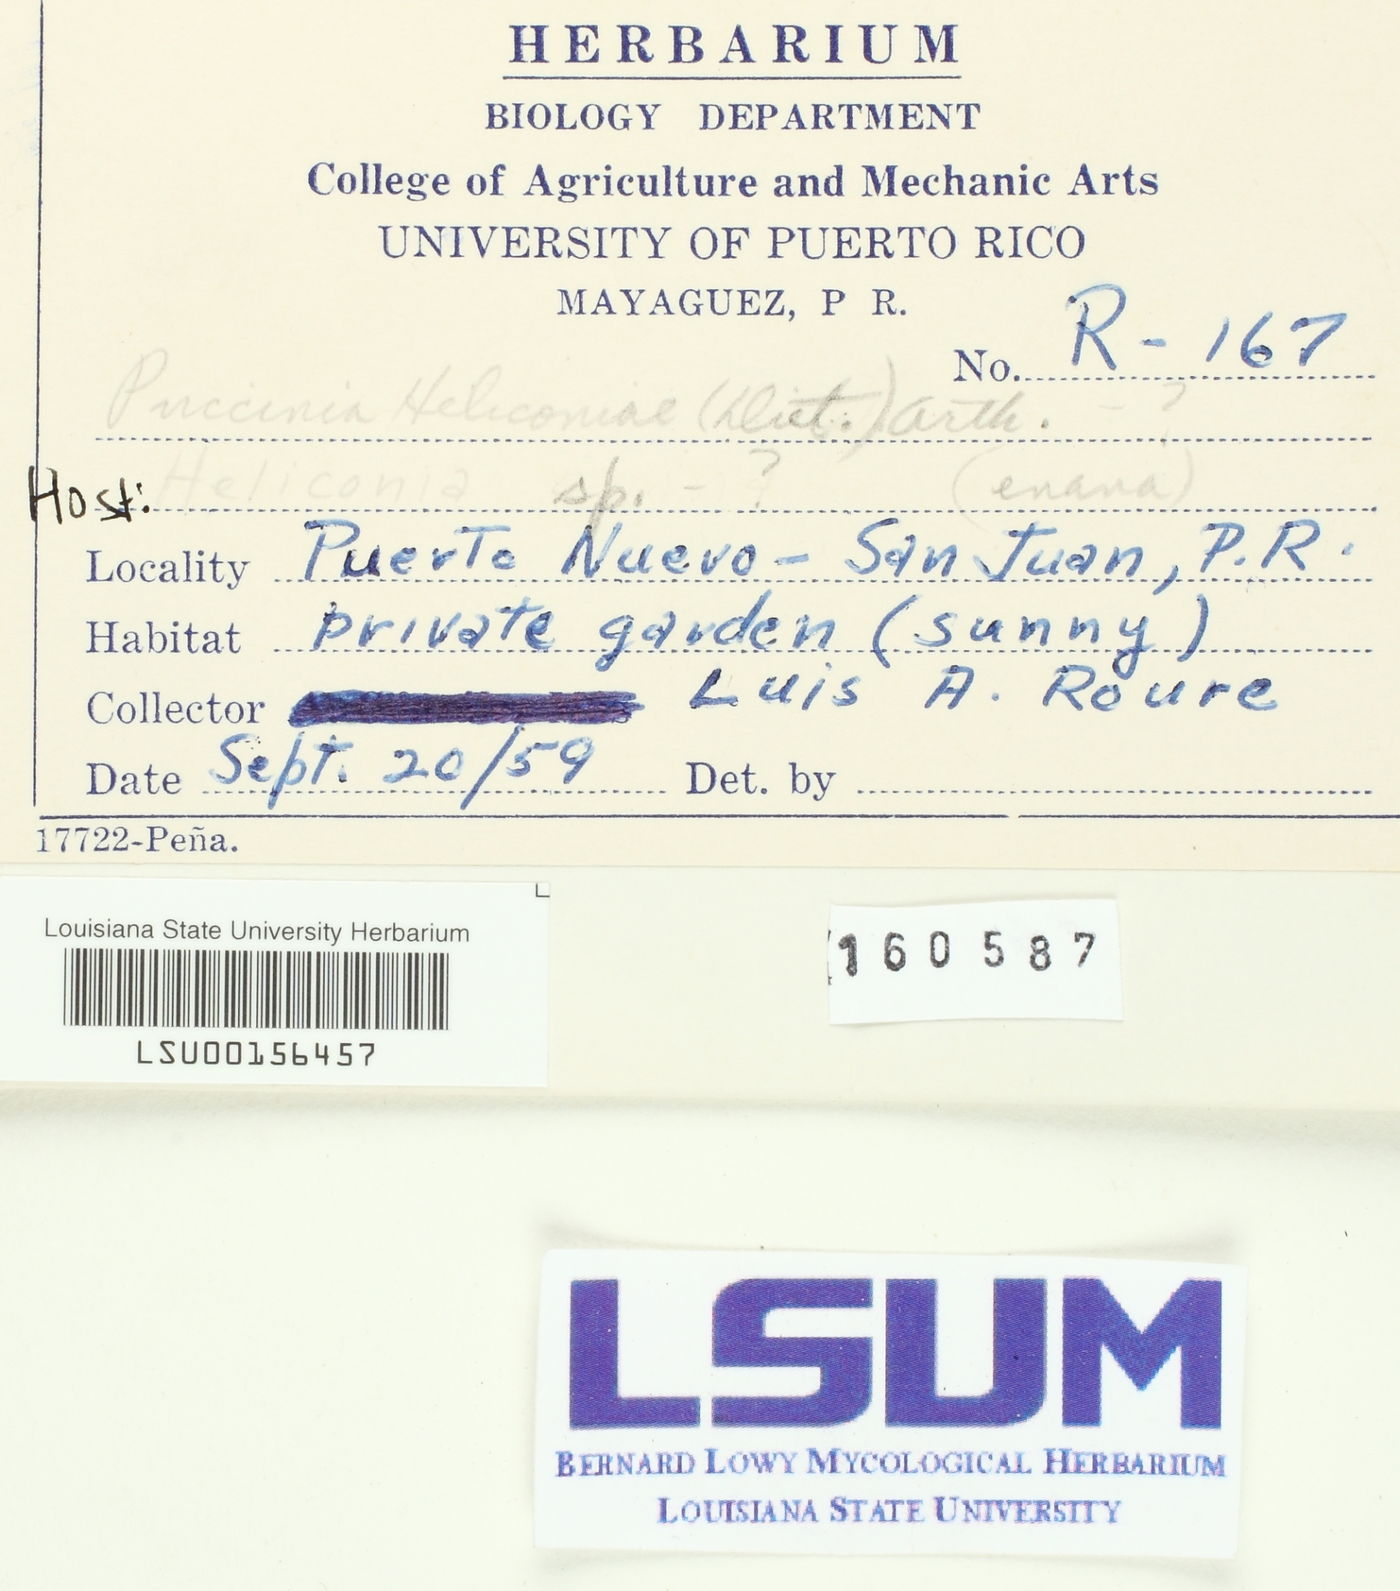 HERBARIUM
BIOLOGY DEPARTMENT
College of Agriculture and Mechanic Arts
UNIVERSITY OF PUERTO RICO
MAYAGUEZ, P R.
No. R-167
Puccinia Heliconiae (Diet.) Arth. - ?
Host: Heliconia sp. - ? (enana)
Locality Puerto Nuevo - San Juan, P.R.
Habitat private garden (sunny)
Collector Luis A. Roure
Date Sept. 20/59 Det. by
17722-Peña.
Louisiana State University Herbarium
LSU00156457
160587
LSUM
BERNARD LOWY MYCOLOGICAL HERBARIUM
LOUISIANA STATE UNIVERSITY